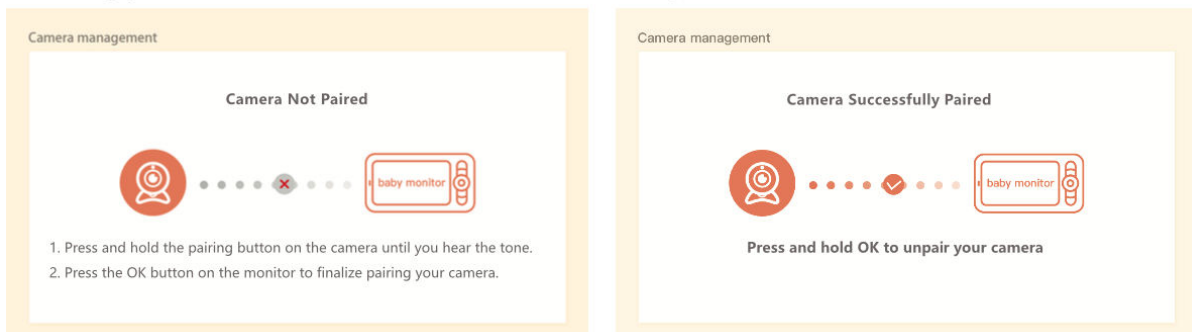 Camera management
Camera Not Paired
baby monitor
1. Press and hold the pairing button on the camera until you hear the tone.
2. Press the OK button on the monitor to finalize pairing your camera.
Camera management
Camera Successfully Paired
baby monitor
Press and hold OK to unpair your camera